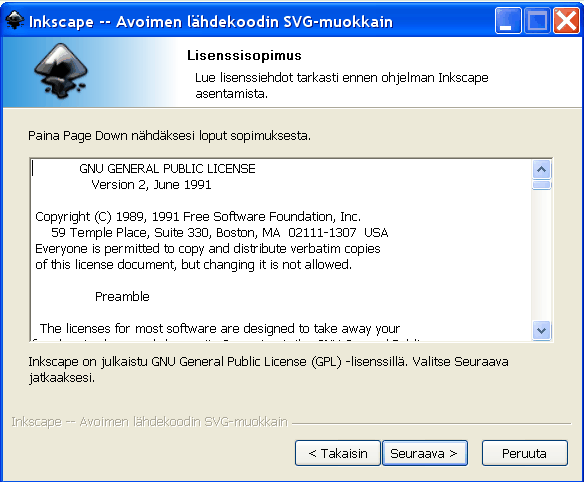 Inkscape -- Avoimen lähdekoodin SVG-muokkain
Lisenssisopimus
Lue lisenssiehdot tarkasti ennen ohjelman Inkscape
asentamista.
Paina Page Down nähdäksesi loput sopimuksesta.
GNU GENERAL PUBLIC LICENSE
Version 2, June 1991
Copyright (C) 1989, 1991 Free Software Foundation, Inc.
59 Temple Place, Suite 330, Boston, MA  02111-1307  USA
Everyone is permitted to copy and distribute verbatim copies
of this license document, but changing it is not allowed.
Preamble
The licenses for most software are designed to take away your
Inkscape on julkaistu GNU General Public License (GPL) -lisenssillä. Valitse Seuraava
jatkaaksesi.
Inkscape -- Avoimen lähdekoodin SVG-muokkain
< Takaisin
Seuraava >
Peruuta